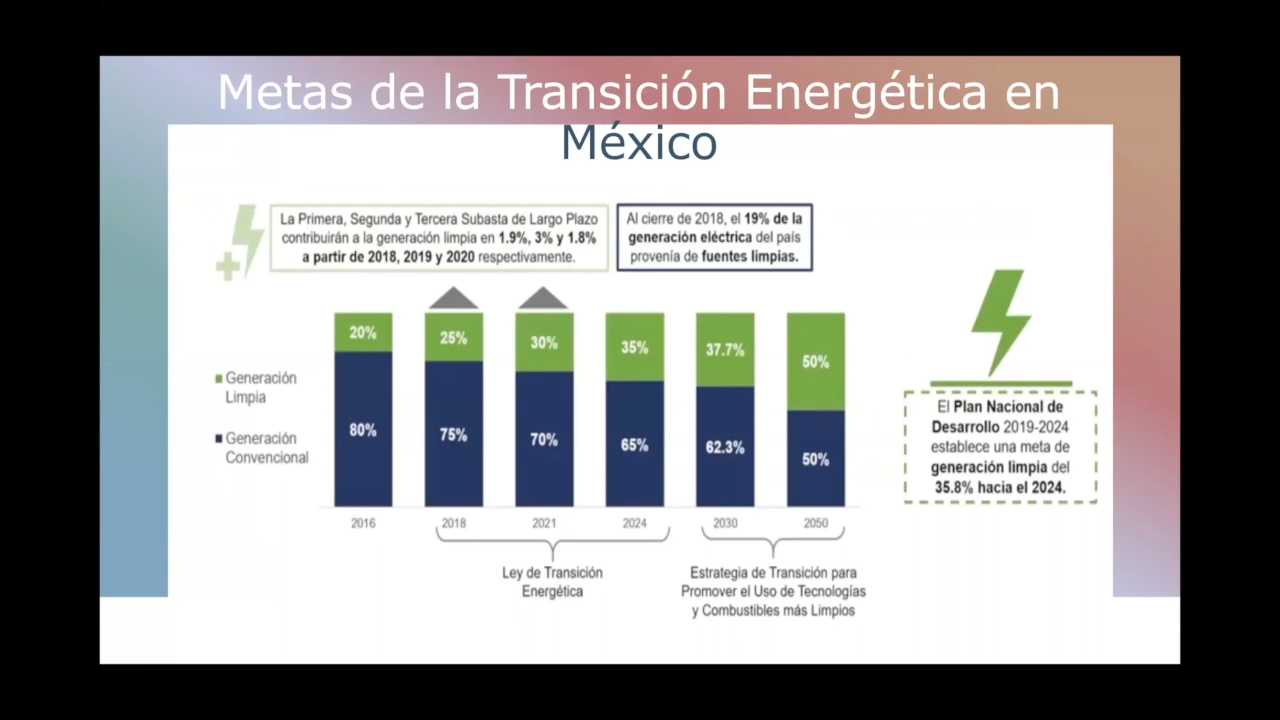 Metas de la Transición Energética en
México
La Primera, Segunda y Tercera Subasta de Largo Plazo
contribuirán a la generación limpia en 1.9%, 3% y 1.8%
a partir de 2018, 2019 y 2020 respectivamente.
Al cierre de 2018, el 19% de la
generación eléctrica del país
provenía de fuentes limpias.
20%
25%
30%
35%
37.7%
50%
Generación
Limpia
Generación
Convencional
80%
75%
70%
65%
62.3%
50%
2016
2018
2021
2024
2030
2050
Ley de Transición
Energética
Estrategia de Transición para
Promover el Uso de Tecnologías
y Combustibles más Limpios
El Plan Nacional de
Desarrollo 2019-2024
establece una meta de
generación limpia del
35.8% hacia el 2024.